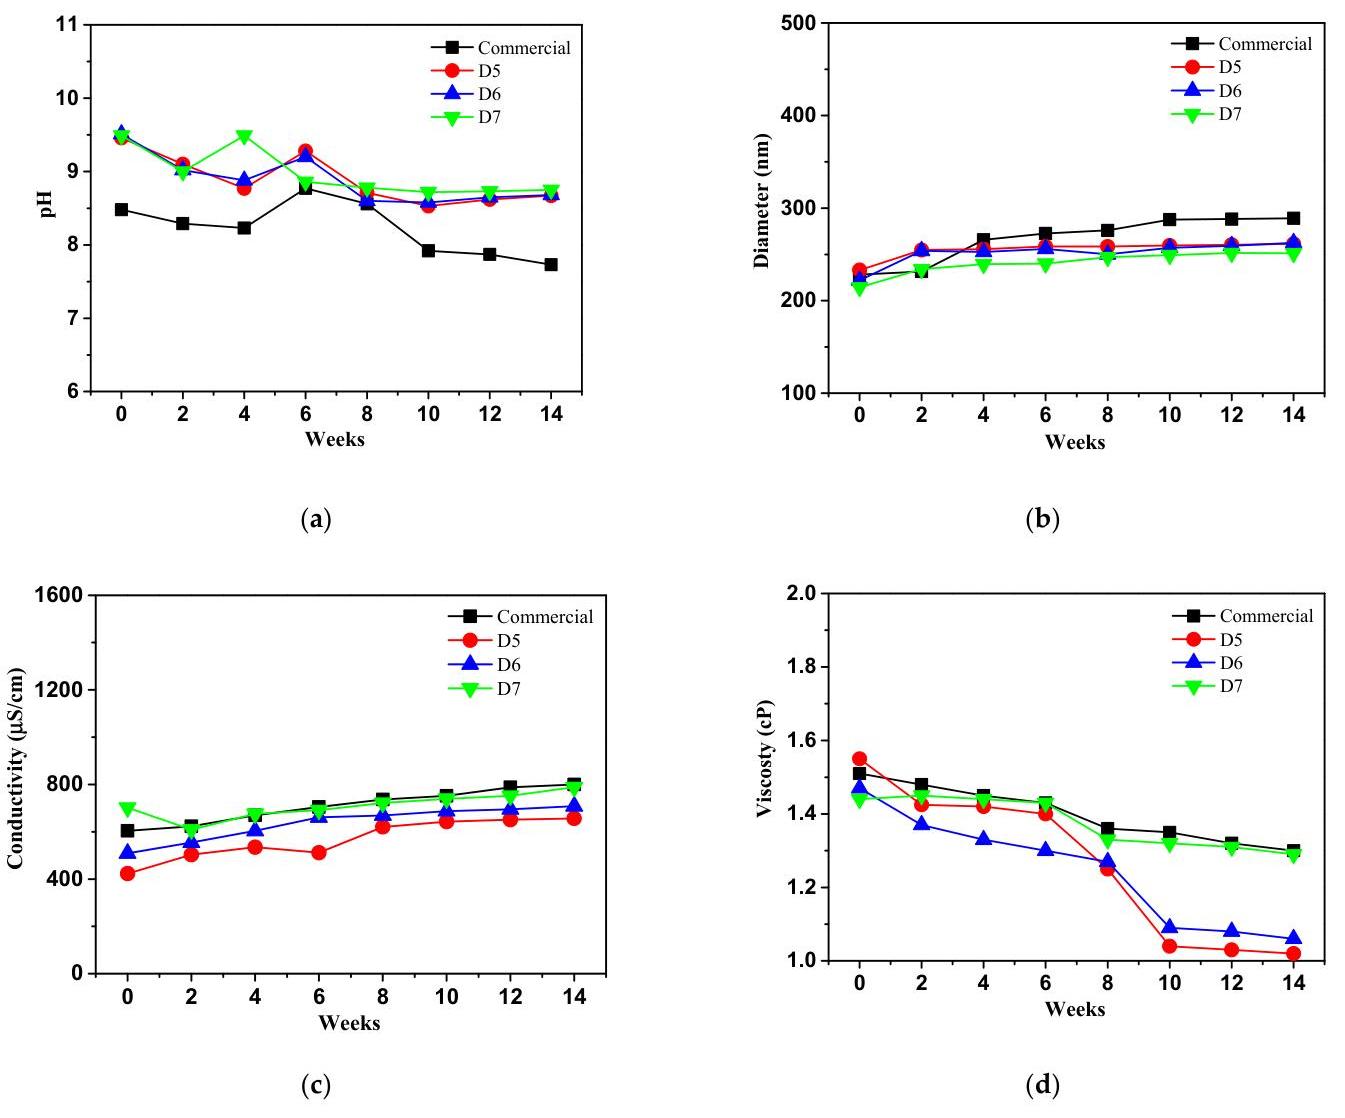 11
10
9
8
7
6
pH
Commercial
D5
D6
D7
0 2 4 6 8 10 12 14
Weeks
(a)
500
400
300
200
100
Diameter (nm)
Commercial
D5
D6
D7
0 2 4 6 8 10 12 14
Weeks
(b)
1600
1200
800
400
0
Conductivity (µS/cm)
Commercial
D5
D6
D7
0 2 4 6 8 10 12 14
Weeks
(c)
2.0
1.8
1.6
1.4
1.2
1.0
Viscosty (cP)
Commercial
D5
D6
D7
0 2 4 6 8 10 12 14
Weeks
(d)